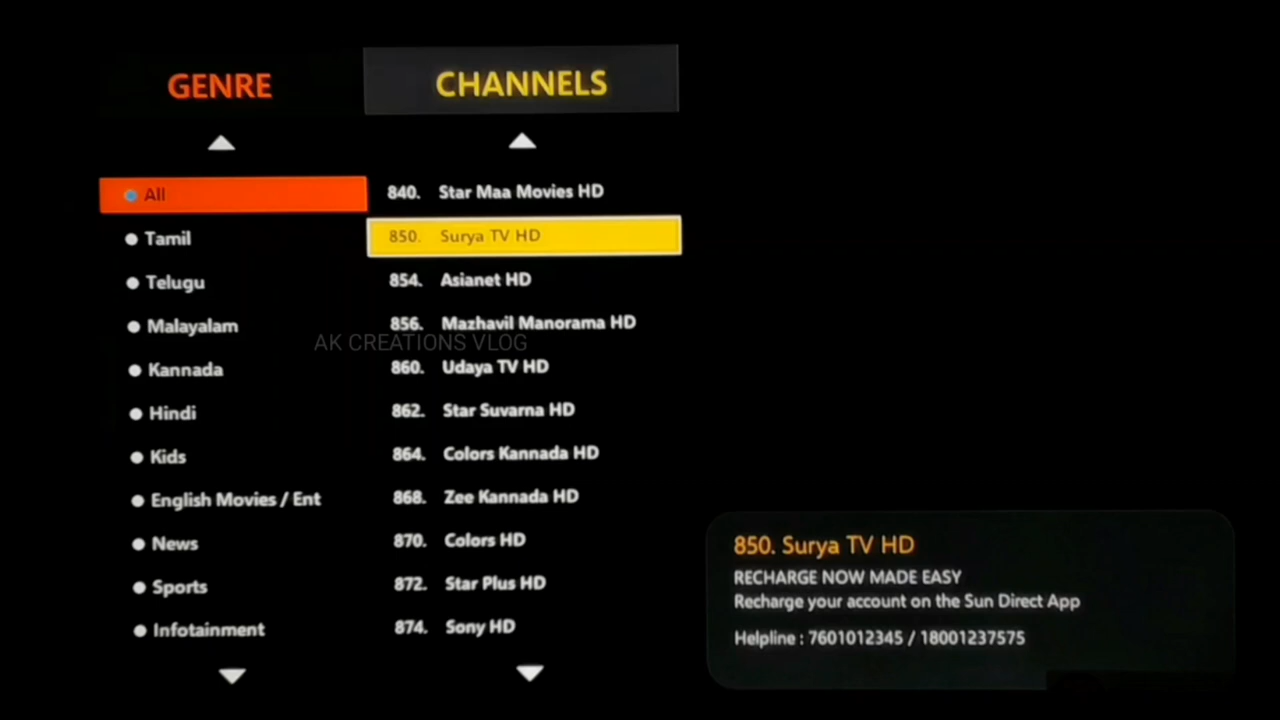 GENRE
CHANNELS
All
Tamil
Telugu
Malayalam
Kannada
Hindi
Kids
English Movies / Ent
News
Sports
Infotainment
840. Star Maa Movies HD
850. Surya TV HD
854. Asianet HD
856. Mazhavil Manorama HD
860. Udaya TV HD
862. Star Suvarna HD
864. Colors Kannada HD
868. Zee Kannada HD
870. Colors HD
872. Star Plus HD
874. Sony HD
AK CREATIONS VLOG
850. Surya TV HD
RECHARGE NOW MADE EASY
Recharge your account on the Sun Direct App
Helpline : 7601012345 / 18001237575